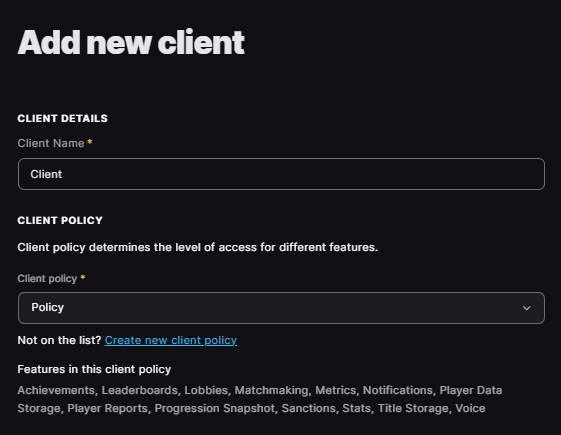 Add new client
CLIENT DETAILS
Client Name *
Client
CLIENT POLICY
Client policy determines the level of access for different features.
Client policy *
Policy
Not on the list? Create new client policy
Features in this client policy
Achievements, Leaderboards, Lobbies, Matchmaking, Metrics, Notifications, Player Data
Storage, Player Reports, Progression Snapshot, Sanctions, Stats, Title Storage, Voice